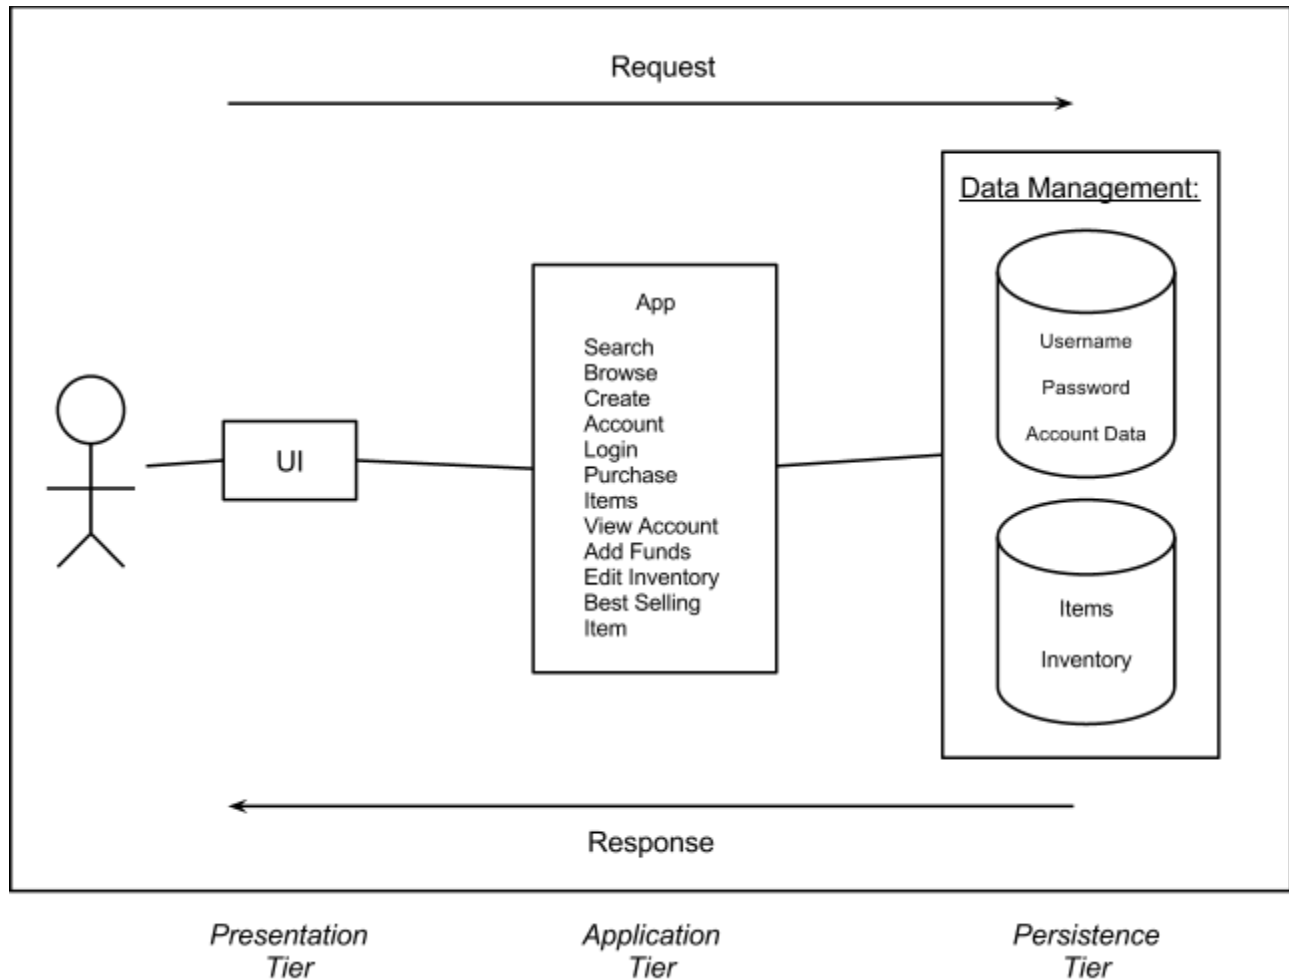 Request
Data Management:
Username
Password
Account Data
Items
Inventory
App
Search
Browse
Create
Account
Login
Purchase
Items
View Account
Add Funds
Edit Inventory
Best Selling
Item
UI
Response
Presentation
Tier
Application
Tier
Persistence
Tier